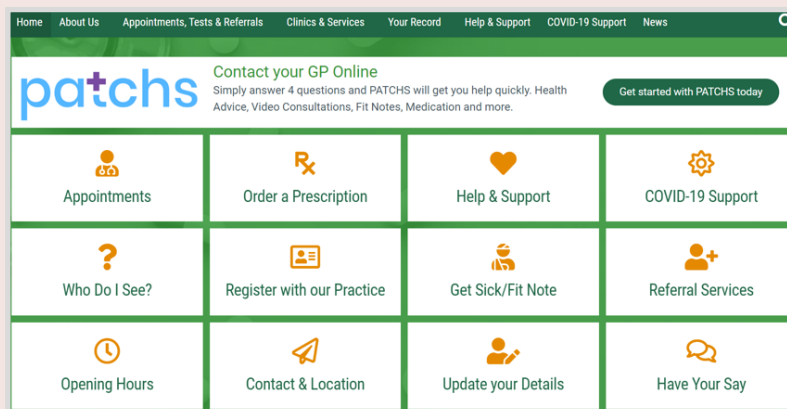 Home About Us Appointments, Tests & Referrals Clinics & Services Your Record Help & Support COVID-19 Support News
patchs
Contact your GP Online
Simply answer 4 questions and PATCHS will get you help quickly. Health
Advice, Video Consultations, Fit Notes, Medication and more.
Get started with PATCHS today
Appointments
Order a Prescription
Help & Support
COVID-19 Support
Who Do I See?
Register with our Practice
Get Sick/Fit Note
Referral Services
Opening Hours
Contact & Location
Update your Details
Have Your Say